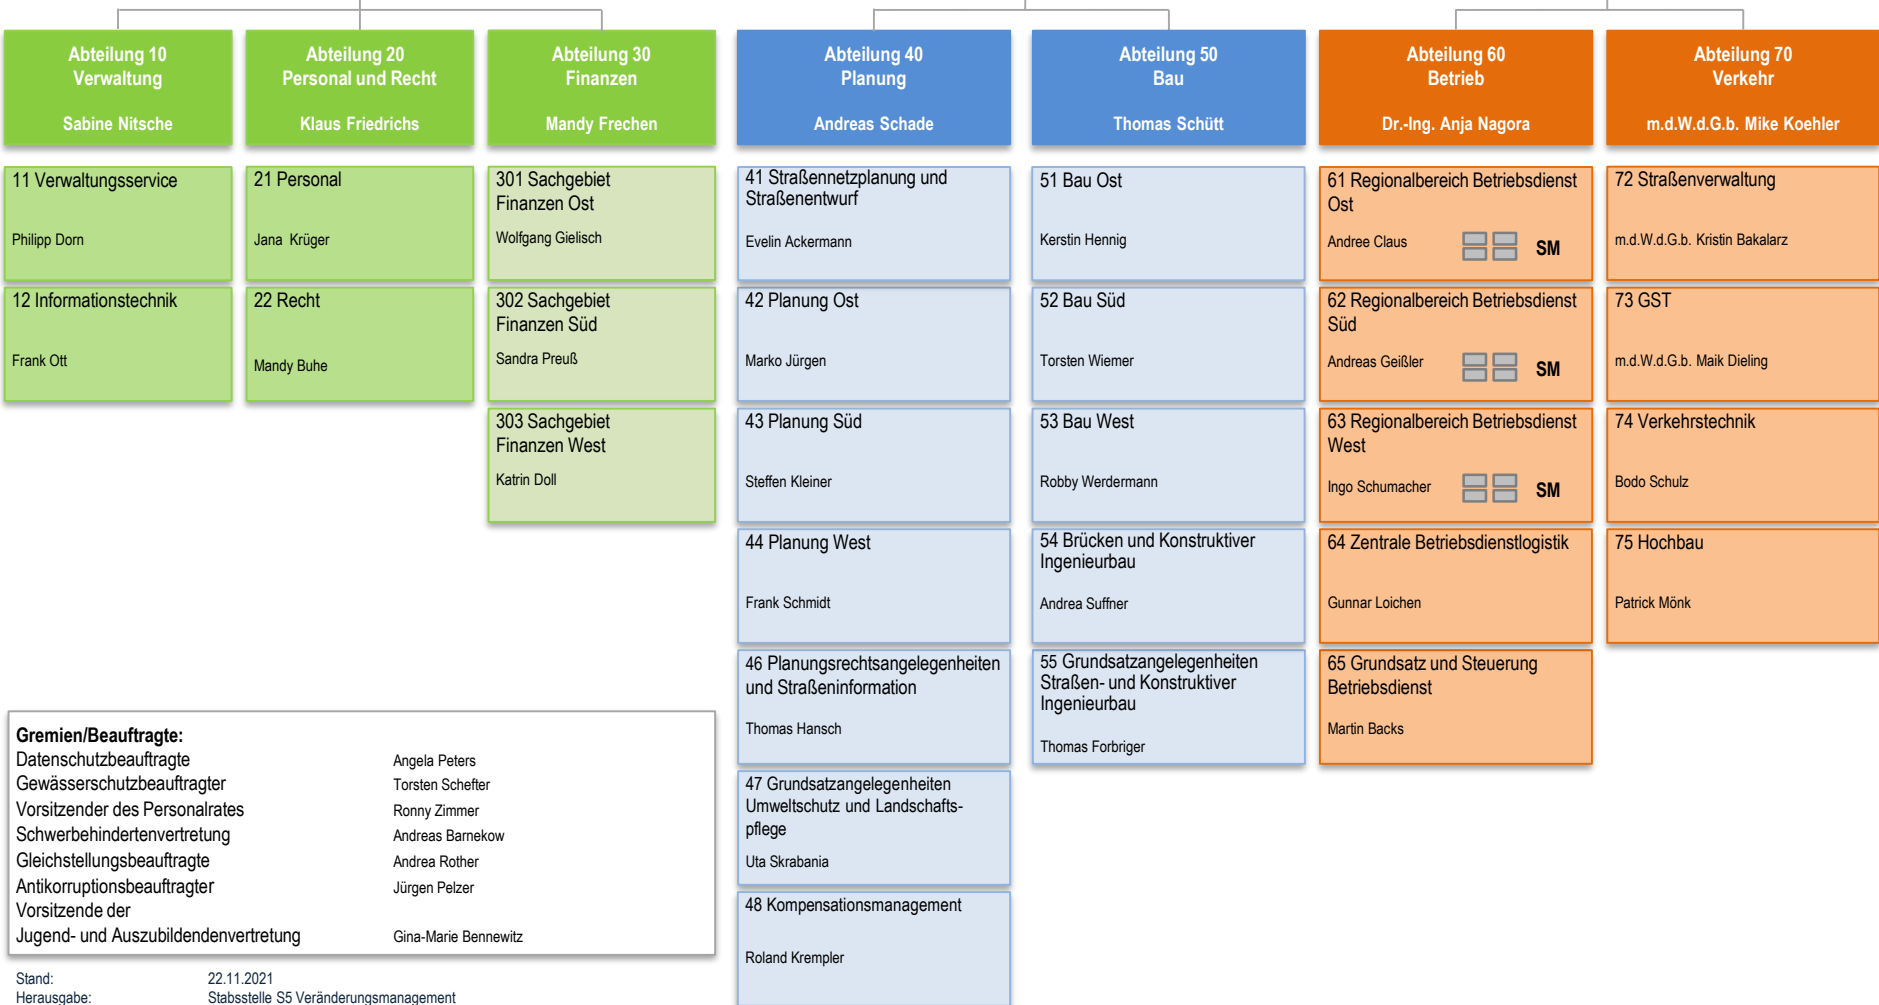 Abteilung 10
Verwaltung
Sabine Nitsche
11 Verwaltungsservice
Philipp Dorn
12 Informationstechnik
Frank Ott
Abteilung 20
Personal und Recht
Klaus Friedrichs
21 Personal
Jana Krüger
22 Recht
Mandy Buhe
Abteilung 30
Finanzen
Mandy Frechen
301 Sachgebiet
Finanzen Ost
Wolfgang Gielisch
302 Sachgebiet
Finanzen Süd
Sandra Preuß
303 Sachgebiet
Finanzen West
Katrin Doll
Abteilung 40
Planung
Andreas Schade
41 Straßennetzplanung und
Straßenentwurf
Evelin Ackermann
42 Planung Ost
Marko Jürgen
43 Planung Süd
Steffen Kleiner
44 Planung West
Frank Schmidt
46 Planungsrechtsangelegenheiten
und Straßeninformation
Thomas Hansch
47 Grundsatzangelegenheiten
Umweltschutz und Landschafts-
pflege
Uta Skrabania
48 Kompensationsmanagement
Roland Krempler
Abteilung 50
Bau
Thomas Schütt
51 Bau Ost
Kerstin Hennig
52 Bau Süd
Torsten Wiemer
53 Bau West
Robby Werdermann
54 Brücken und Konstruktiver
Ingenieurbau
Andrea Suffner
55 Grundsatzangelegenheiten
Straßen- und Konstruktiver
Ingenieurbau
Thomas Forbriger
Abteilung 60
Betrieb
Dr.-Ing. Anja Nagora
61 Regionalbereich Betriebsdienst
Ost
Andree Claus SM
62 Regionalbereich Betriebsdienst
Süd
Andreas Geißler SM
63 Regionalbereich Betriebsdienst
West
Ingo Schumacher SM
64 Zentrale Betriebsdienstlogistik
Gunnar Loichen
65 Grundsatz und Steuerung
Betriebsdienst
Martin Backs
Abteilung 70
Verkehr
m.d.W.d.G.b. Mike Koehler
72 Straßenverwaltung
m.d.W.d.G.b. Kristin Bakalarz
73 GST
m.d.W.d.G.b. Maik Dieling
74 Verkehrstechnik
Bodo Schulz
75 Hochbau
Patrick Mönk
Gremien/Beauftragte:
Datenschutzbeauftragte Angela Peters
Gewässerschutzbeauftragter Torsten Schefter
Vorsitzender des Personalrates Ronny Zimmer
Schwerbehindertenvertretung Andreas Barnekow
Gleichstellungsbeauftragte Andrea Rother
Antikorruptionsbeauftragter Jürgen Pelzer
Vorsitzende der
Jugend- und Auszubildendenvertretung Gina-Marie Bennewitz
Stand: 22.11.2021
Herausgabe: Stabsstelle S5 Veränderungsmanagement